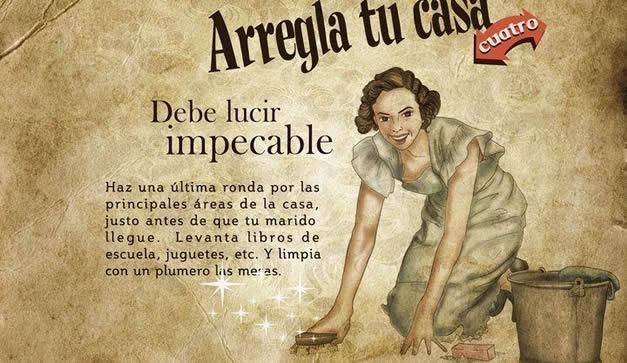 Arregla tu casa
cuatro
Debe lucir
impecable
Haz una última ronda por las
principales áreas de la casa,
justo antes de que tu marido
llegue. Levanta libros de
escuela, juguetes, etc. Y limpia
con un plumero las mesas.